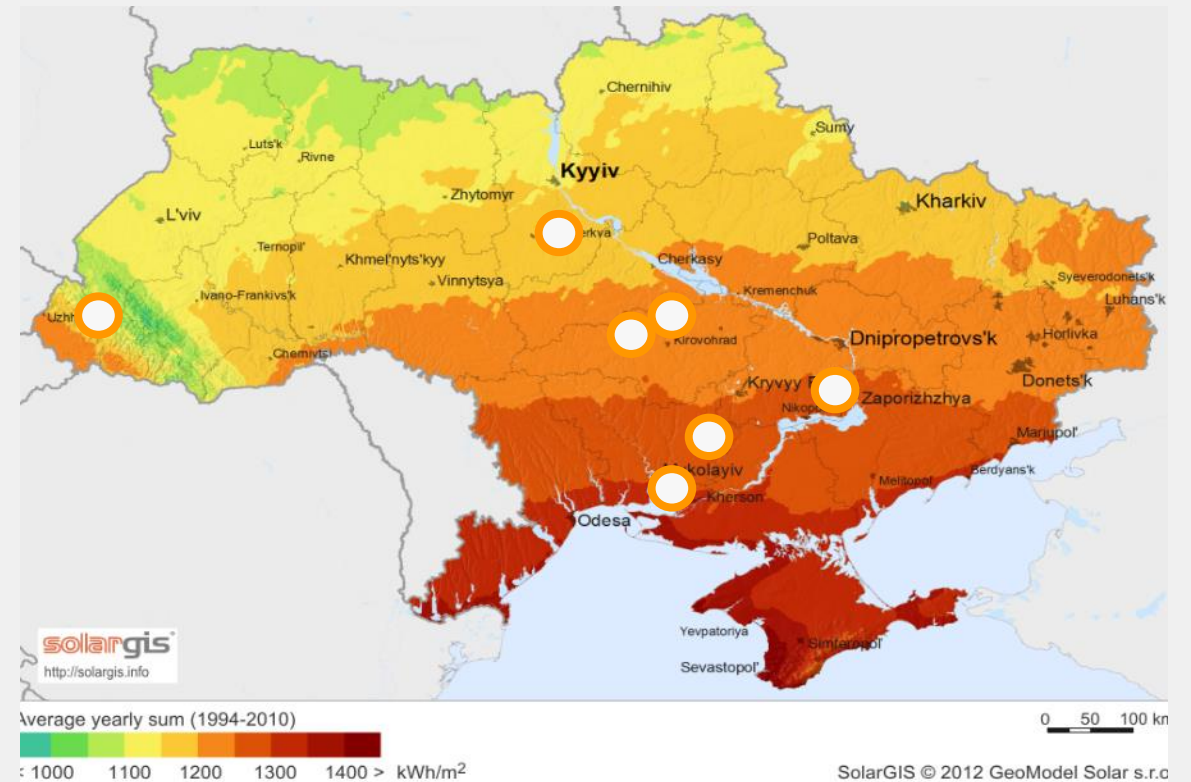 Chernihiv
Sumy
Luts'k
Rivne
Kyyiv
Zhytomyr
Kharkiv
L'viv
Poltava
Ternopil'
Khmel'nyts'kyy
Cherkasy
Vinnytsya
Syeverodonets'k
Ivano-Frankivs'k
Kremenchuk
Luhans'k
Kirovohrad
Dnipropetrovs'k
Horlivka
Chernivtsi
Donets'k
Kryvyy
Zaporizhzhya
Mariupol'
Berdyans'k
Melitopol'
Kherson
Odesa
Yevpatoriya
Simferopol'
Sevastopol'
solargis
http://solargis.info
Average yearly sum (1994-2010)
0 50 100 km
< 1000 1100 1200 1300 1400 > kWh/m2
SolarGIS © 2012 GeoModel Solar s.r.o